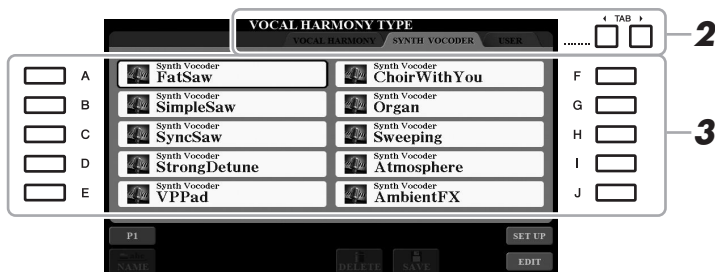 VOCAL HARMONY TYPE
TAB
2
VOCAL HARMONY SYNTH VOCODER USER
A Synth Vocoder FatSaw Synth Vocoder ChoirWithYou F
B Synth Vocoder SimpleSaw Synth Vocoder Organ G
C Synth Vocoder SyncSaw Synth Vocoder Sweeping H
3
D Synth Vocoder StrongDetune Synth Vocoder Atmosphere I
E Synth Vocoder VPPad Synth Vocoder AmbientFX J
P1 SET UP
NAME DELETE SAVE EDIT